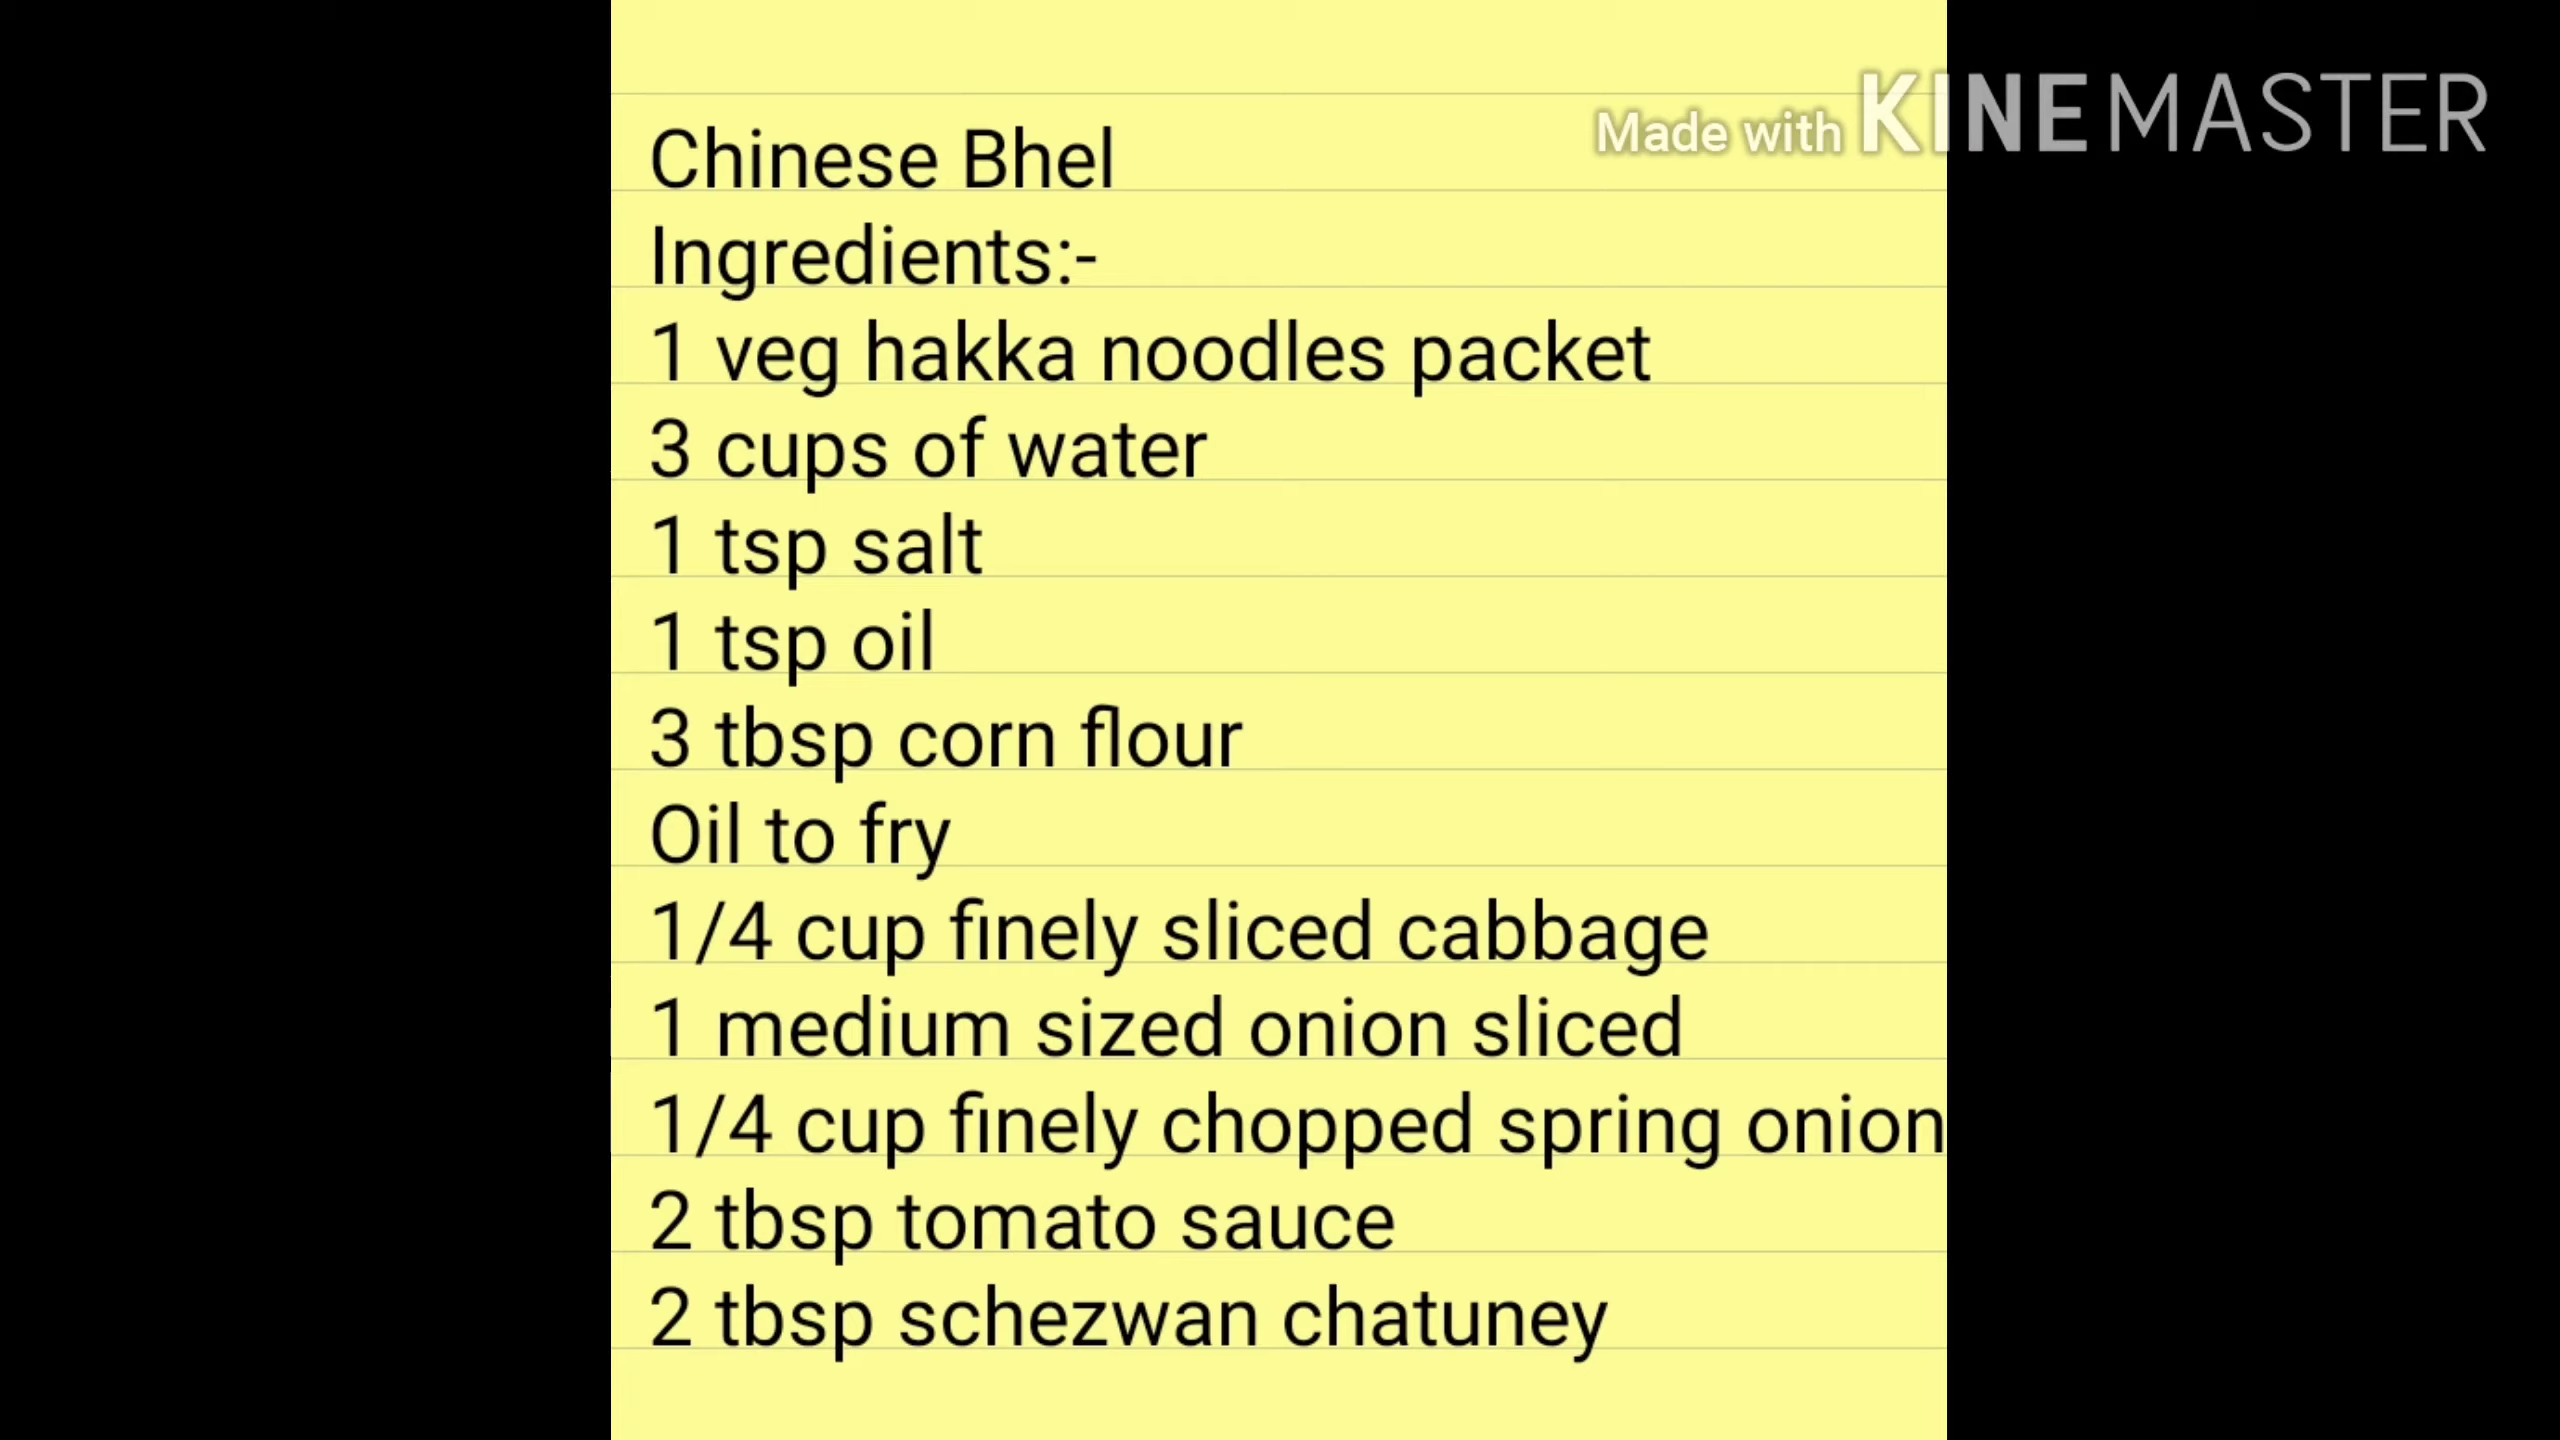 Made with KINEMASTER
Chinese Bhel
Ingredients:-
1 veg hakka noodles packet
3 cups of water
1 tsp salt
1 tsp oil
3 tbsp corn flour
Oil to fry
1/4 cup finely sliced cabbage
1 medium sized onion sliced
1/4 cup finely chopped spring onion
2 tbsp tomato sauce
2 tbsp schezwan chatuney